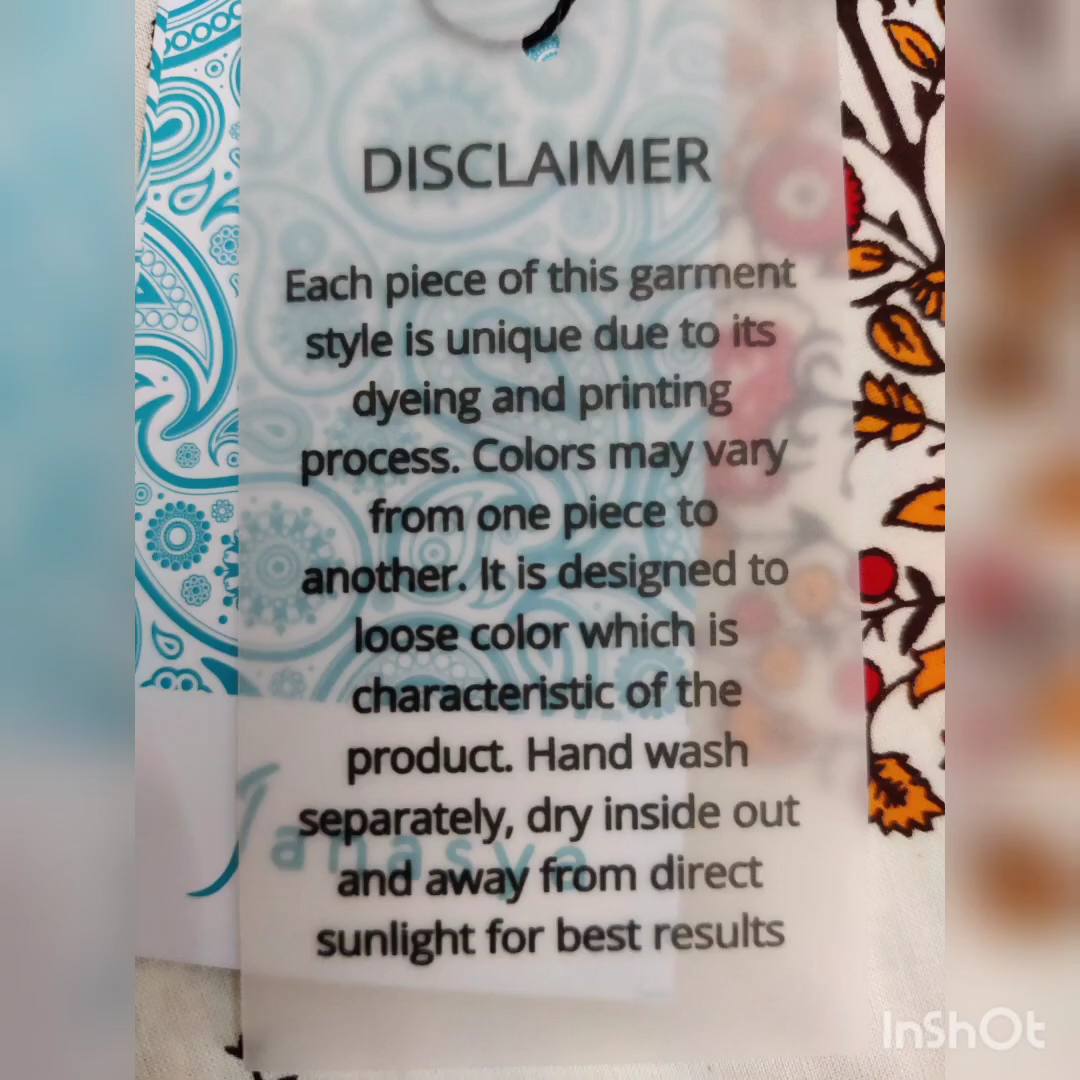 DISCLAIMER
Each piece of this garment
style is unique due to its
dyeing and printing
process. Colors may vary
from one piece to
another. It is designed to
loose color which is
characteristic of the
product. Hand wash
separately, dry inside out
and away from direct
sunlight for best results
Janasya
InShOt